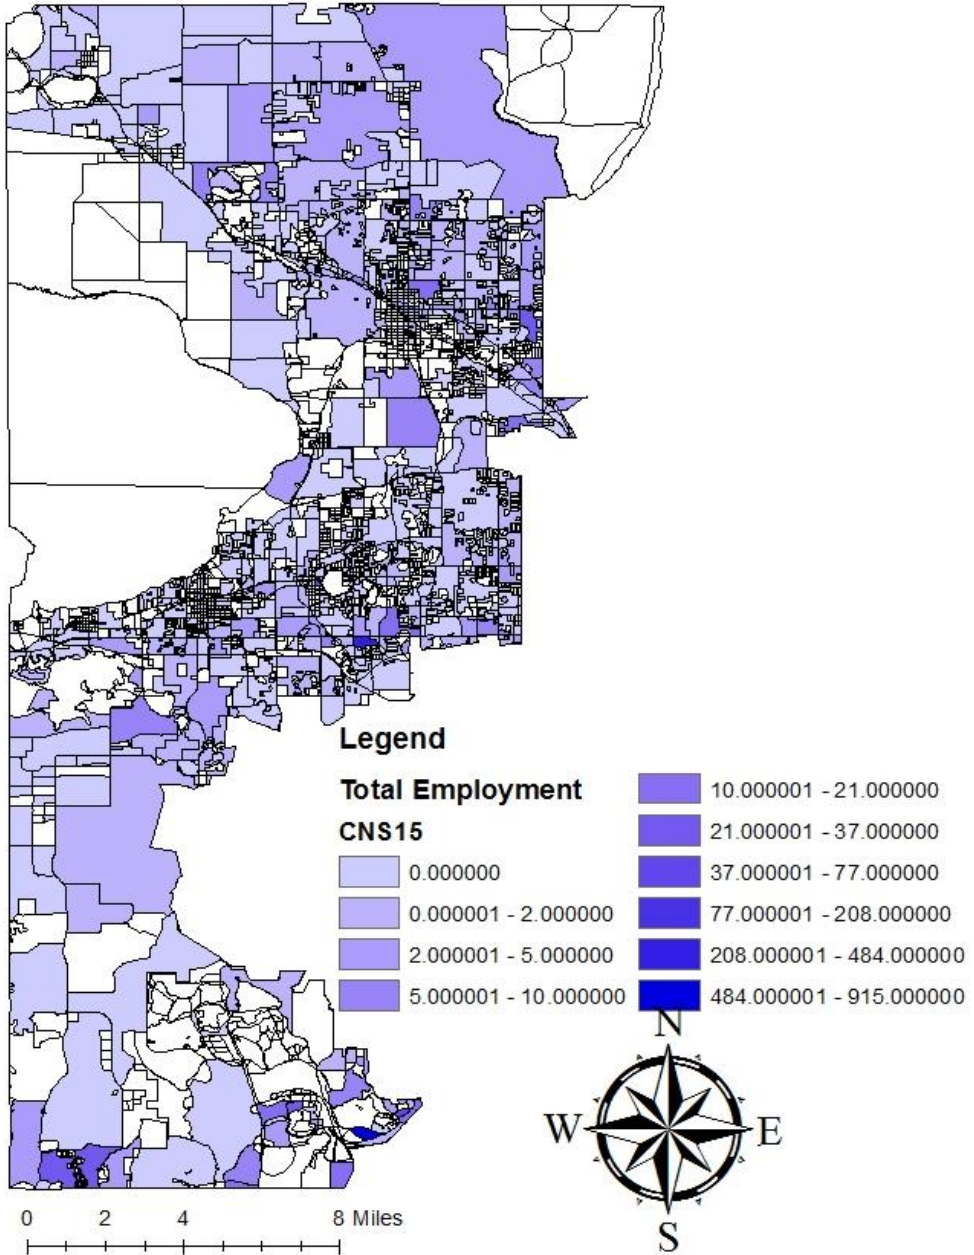 Legend
Total Employment
CNS15
0.000000
0.000001 - 2.000000
2.000001 - 5.000000
5.000001 - 10.000000
10.000001 - 21.000000
21.000001 - 37.000000
37.000001 - 77.000000
77.000001 - 208.000000
208.000001 - 484.000000
484.000001 - 915.000000
N
W E
S
0 2 4 8 Miles